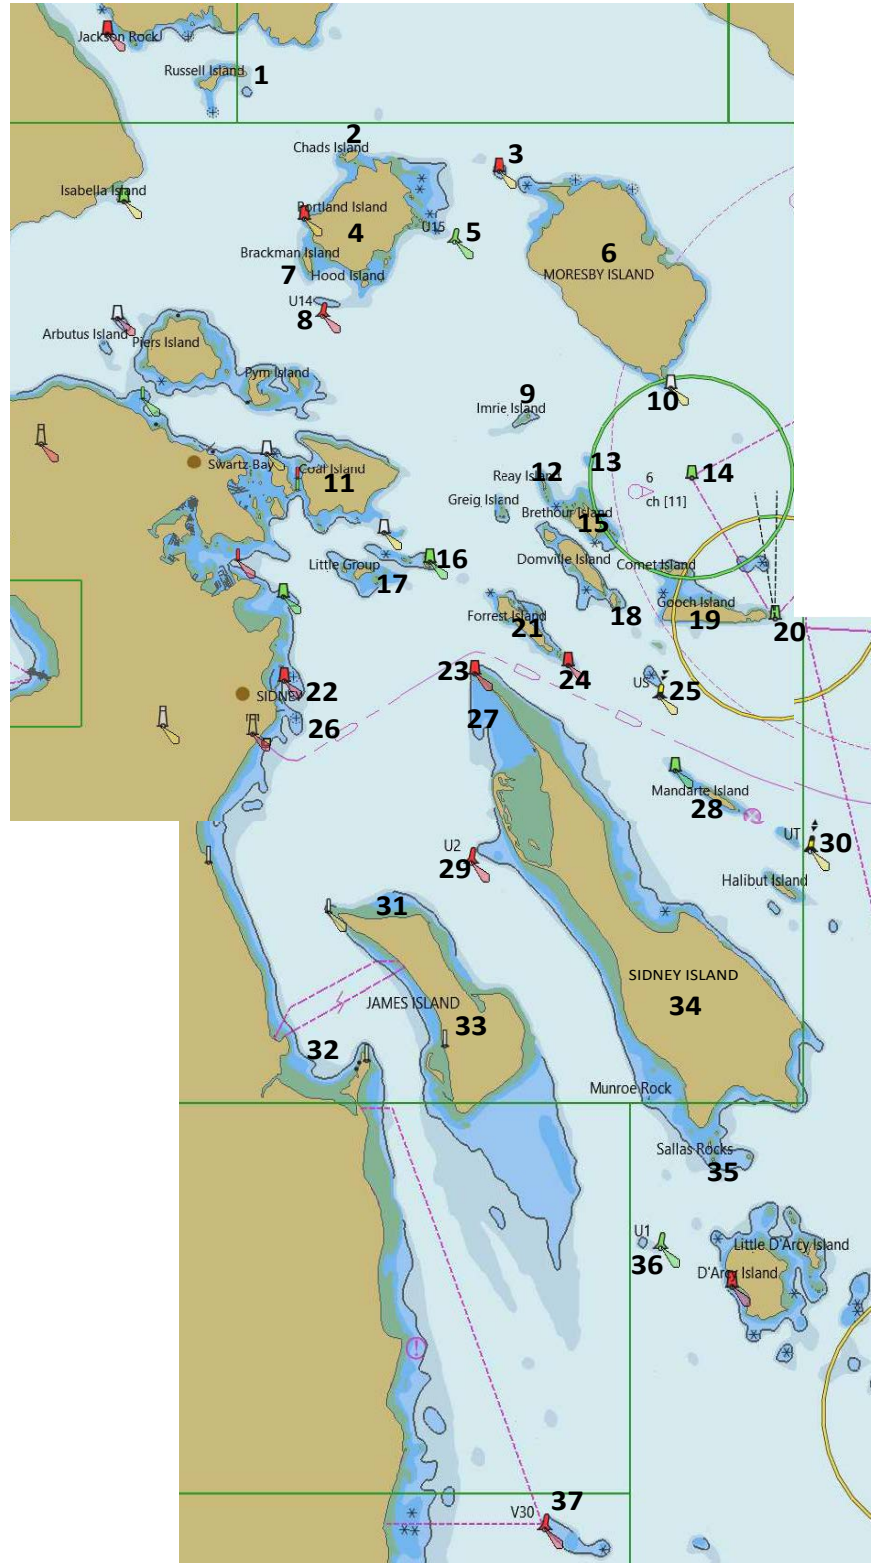 Jackson Rock
Russell Island
1
2
Chads Island
3
Isabella Island
Portland Island
4
U15
5
6
Brackman Island
MORESBY ISLAND
7
Hood Island
U14
8
Arbutus Island
Piers Island
Pym Island
10
9
Imrie Island
Swartz Bay
Coal Island
11
Reay Island
12
13
6
ch [11]
14
Greig Island
Brethour Island
15
Little Group
16
17
Domville Island
Comet Island
Gooch Island
18
19
20
Forrest Island
21
23
24
SIDNEY
22
US
25
26
27
Mandarte Island
28
UT
30
U2
29
Halibut Island
31
SIDNEY ISLAND
34
JAMES ISLAND
33
32
Munroe Rock
Sallas Rocks
35
U1
36
Little D'Arcy Island
D'Arcy Island
V30
37